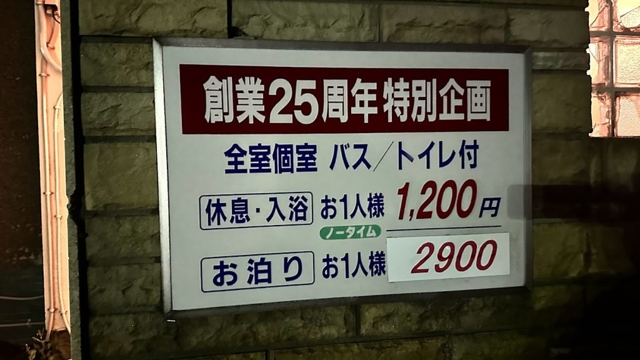 創業25周年特別企画
全室個室 バス/トイレ付
休息・入浴 お1人様 1,200円
ノータイム
お泊り お1人様 2900